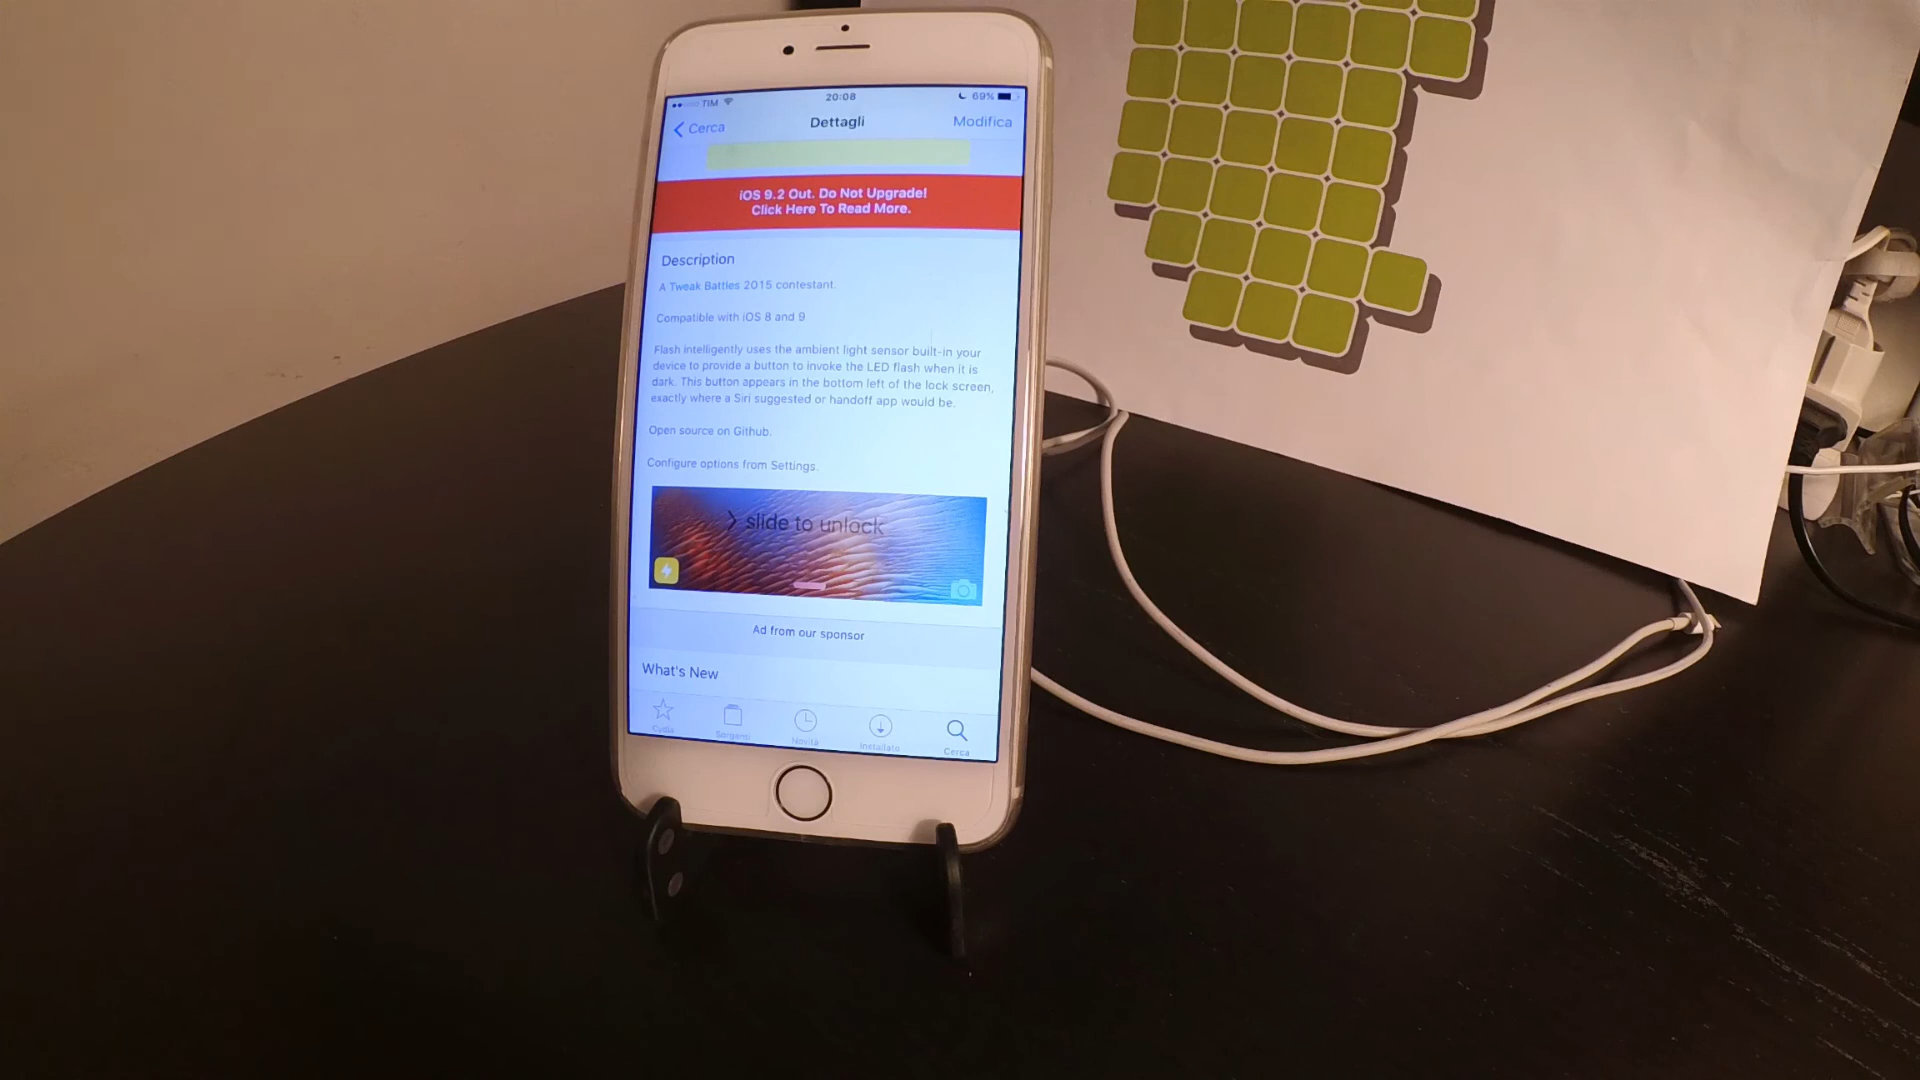 TIM 20:08 69%
Cerca Dettagli Modifica
iOS 9.2 Out. Do Not Upgrade!
Click Here To Read More.
Description
A Tweak Battles 2015 contestant.
Compatible with iOS 8 and 9
Flash intelligently uses the ambient light sensor built-in your
device to provide a button to invoke the LED flash when it is
dark. This button appears in the bottom left of the lock screen,
exactly where a Siri suggested or handoff app would be.
Open source on Github.
Configure options from Settings.
> slide to unlock
Ad from our sponsor
What's New
Cydia Sorgenti Novità Installato Cerca